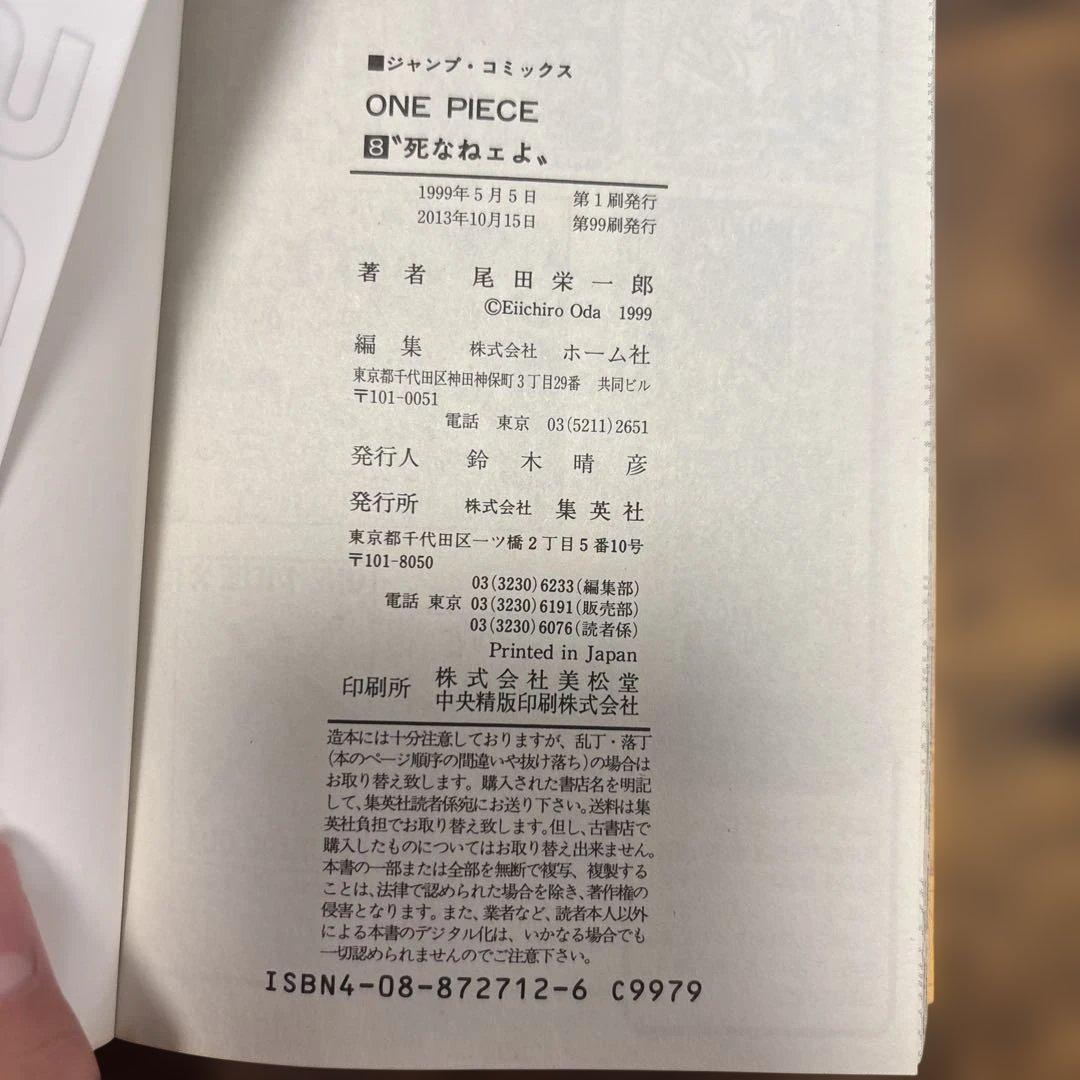 ■ジャンプ・コミックス
ONE PIECE
8〝死なねェよ〟
1999年5月5日 第1刷発行
2013年10月15日 第99刷発行
著者 尾田栄一郎
©Eiichiro Oda 1999
編集 株式会社 ホーム社
東京都千代田区神田神保町3丁目29番 共同ビル
〒101-0051
電話 東京 03(5211)2651
発行人 鈴木晴彦
発行所 株式会社 集英社
東京都千代田区一ツ橋2丁目5番10号
〒101-8050
03(3230)6233(編集部)
電話 東京 03(3230)6191(販売部)
03(3230)6076(読者係)
Printed in Japan
印刷所 株式会社美松堂
中央精版印刷株式会社
造本には十分注意しておりますが、乱丁・落丁
(本のページ順序の間違いや抜け落ち)の場合は
お取り替え致します。購入された書店名を明記
して、集英社読者係宛にお送り下さい。送料は集
英社負担でお取り替え致します。但し、古書店で
購入したものについてはお取り替え出来ません。
本書の一部または全部を無断で複写、複製する
ことは、法律で認められた場合を除き、著作権の
侵害となります。また、業者など、読者本人以外
による本書のデジタル化は、いかなる場合でも
一切認められませんのでご注意下さい。
ISBN4-08-872712-6 C9979